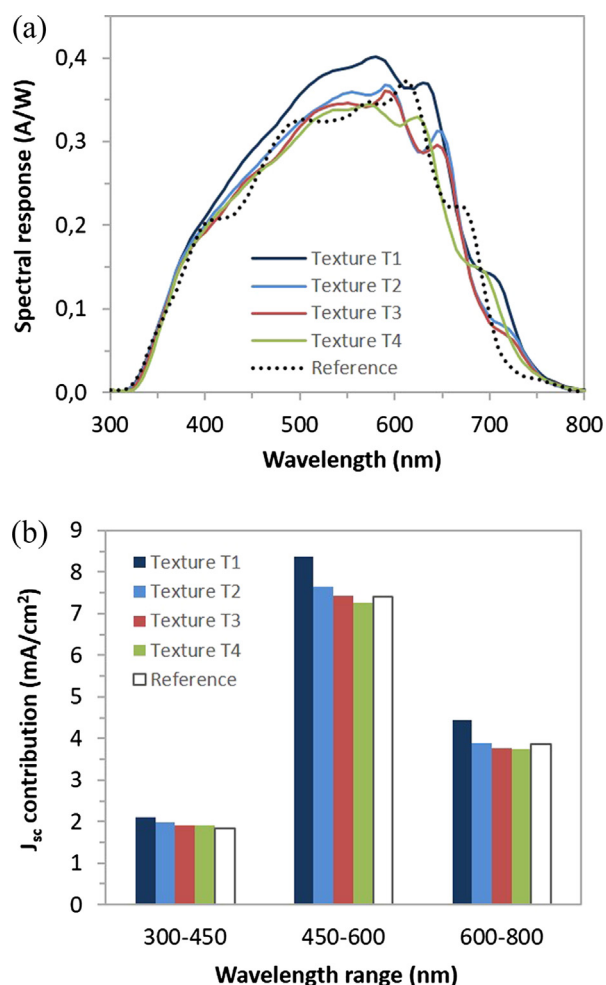 (a)
Spectral response (A/W)
0,4
0,3
0,2
0,1
0,0
Texture T1
Texture T2
Texture T3
Texture T4
Reference
300 400 500 600 700 800
Wavelength (nm)
(b)
Jsc contribution (mA/cm²)
9
8
7
6
5
4
3
2
1
0
Texture T1
Texture T2
Texture T3
Texture T4
Reference
300-450 450-600 600-800
Wavelength range (nm)